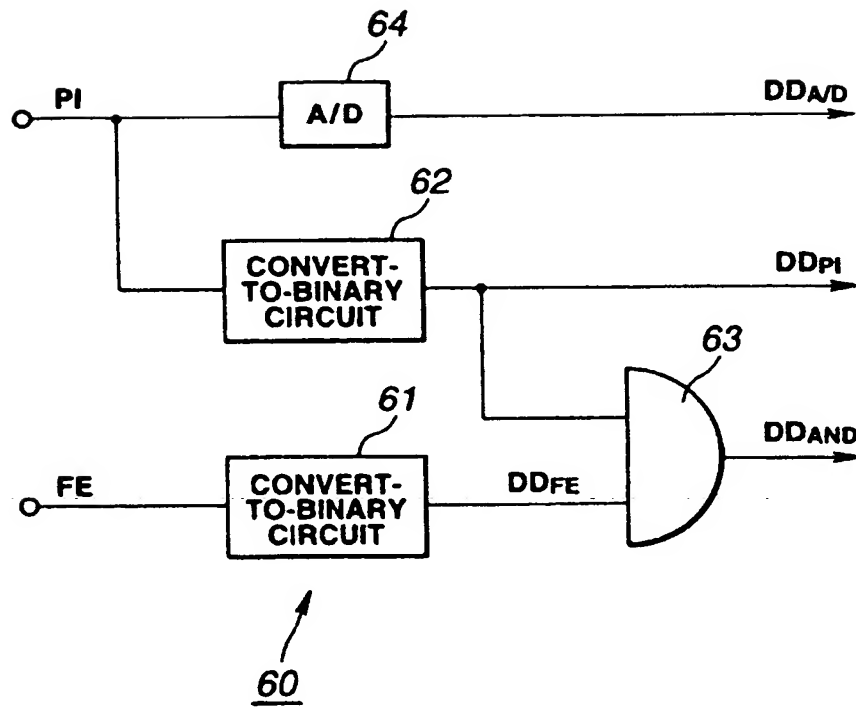 64
PI
A/D
DDA/D
62
CONVERT-
TO-BINARY
CIRCUIT
DDPI
63
61
DDAND
FE
CONVERT-
TO-BINARY
CIRCUIT
DDFE
60